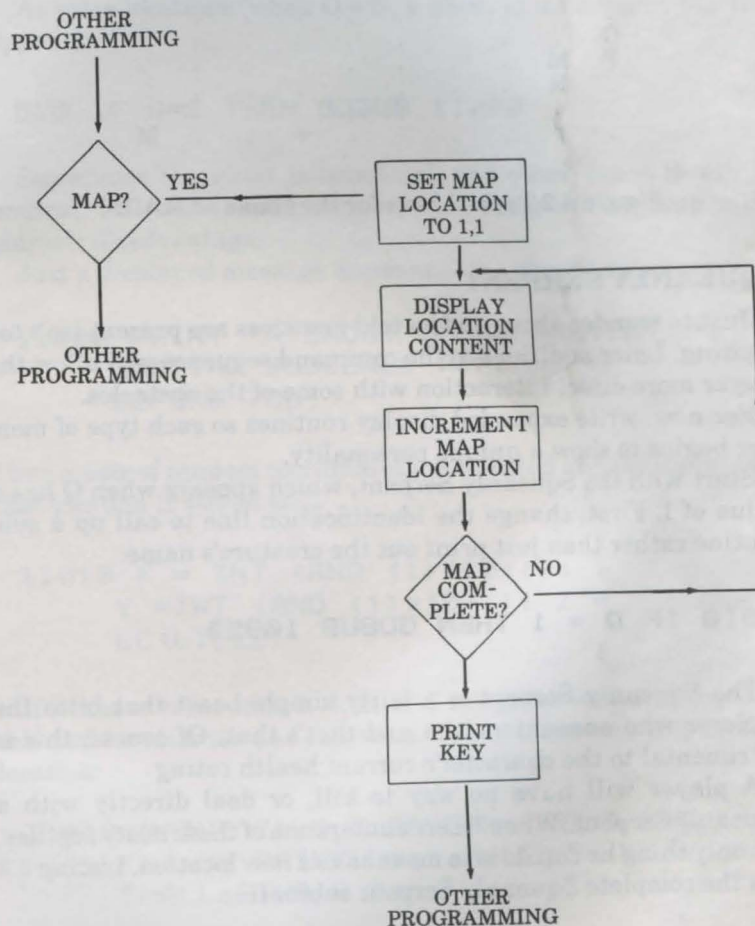 OTHER
PROGRAMMING
MAP?
YES
SET MAP
LOCATION
TO 1,1
OTHER
PROGRAMMING
DISPLAY
LOCATION
CONTENT
INCREMENT
MAP
LOCATION
MAP
COM-
PLETE?
NO
PRINT
KEY
OTHER
PROGRAMMING